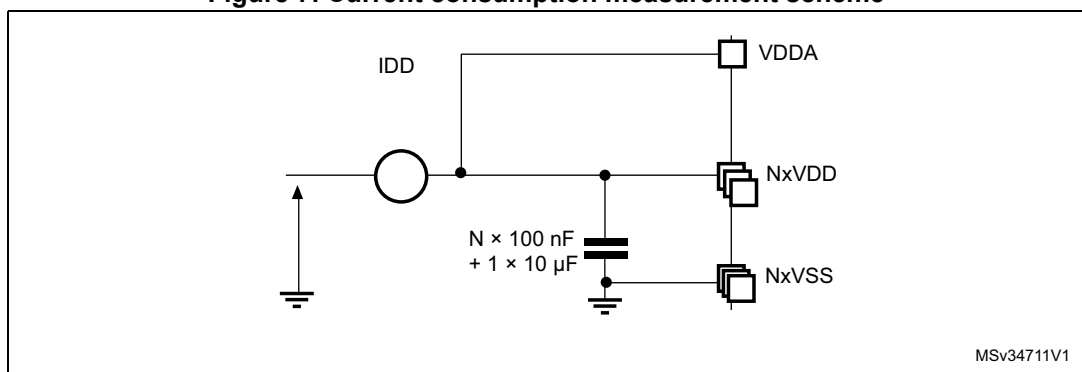 Figure 7. Current consumption measurement scheme
IDD
VDDA
NxVDD
N × 100 nF
+ 1 × 10 µF
NxVSS
MSv34711V1